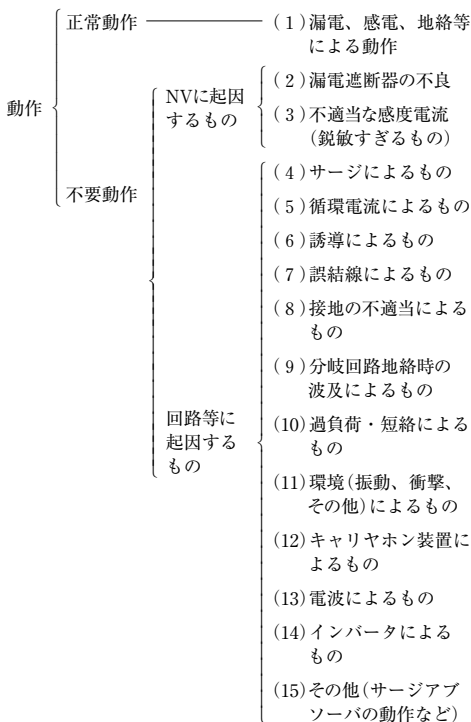 動作
正常動作
(1)漏電、感電、地絡等
による動作
不要動作
NVに起因
するもの
(2)漏電遮断器の不良
(3)不適当な感度電流
(鋭敏すぎるもの)
回路等に
起因する
もの
(4)サージによるもの
(5)循環電流によるもの
(6)誘導によるもの
(7)誤結線によるもの
(8)接地の不適当による
もの
(9)分岐回路地絡時の
波及によるもの
(10)過負荷・短絡による
もの
(11)環境(振動、衝撃、
その他)によるもの
(12)キャリヤホン装置に
よるもの
(13)電波によるもの
(14)インバータによる
もの
(15)その他(サージアブ
ソーバの動作など)